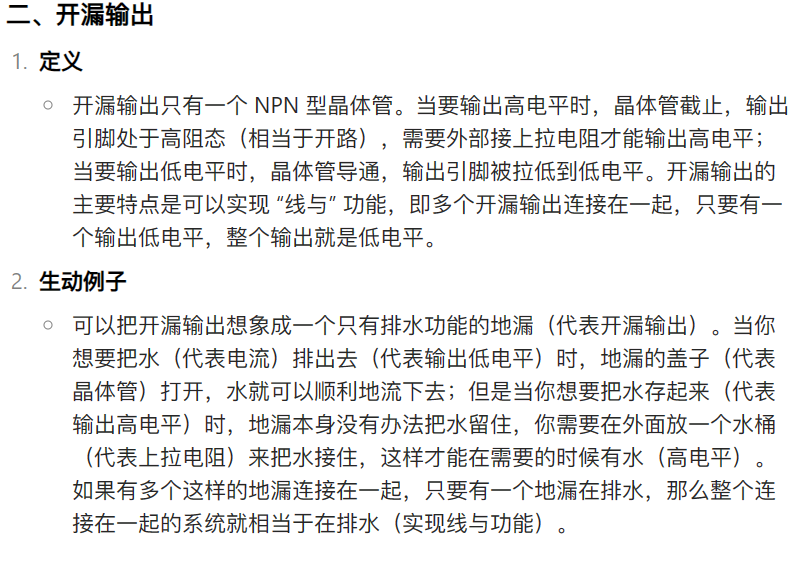 二、开漏输出
1. 定义
○ 开漏输出只有一个 NPN 型晶体管。当要输出高电平时，晶体管截止，输出
引脚处于高阻态（相当于开路），需要外部接上拉电阻才能输出高电平；
当要输出低电平时，晶体管导通，输出引脚被拉低到低电平。开漏输出的
主要特点是可以实现 “线与” 功能，即多个开漏输出连接在一起，只要有一
个输出低电平，整个输出就是低电平。
2. 生动例子
○ 可以把开漏输出想象成一个只有排水功能的地漏（代表开漏输出）。当你
想要把水（代表电流）排出去（代表输出低电平）时，地漏的盖子（代表
晶体管）打开，水就可以顺利地流下去；但是当你想要把水存起来（代表
输出高电平）时，地漏本身没有办法把水留住，你需要在外面放一个水桶
（代表上拉电阻）来把水接住，这样才能在需要的时候有水（高电平）。
如果有多个这样的地漏连接在一起，只要有一个地漏在排水，那么整个连
接在一起的系统就相当于在排水（实现线与功能）。